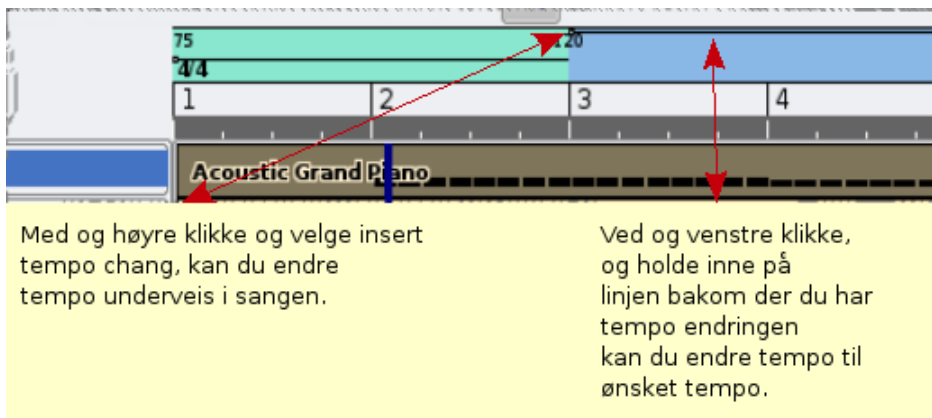 75 120
4/4
1 2 3 4
Acoustic Grand Piano
Med og høyre klikke og velge insert
tempo chang, kan du endre
tempo underveis i sangen.
Ved og venstre klikke,
og holde inne på
linjen bakom der du har
tempo endringen
kan du endre tempo til
ønsket tempo.